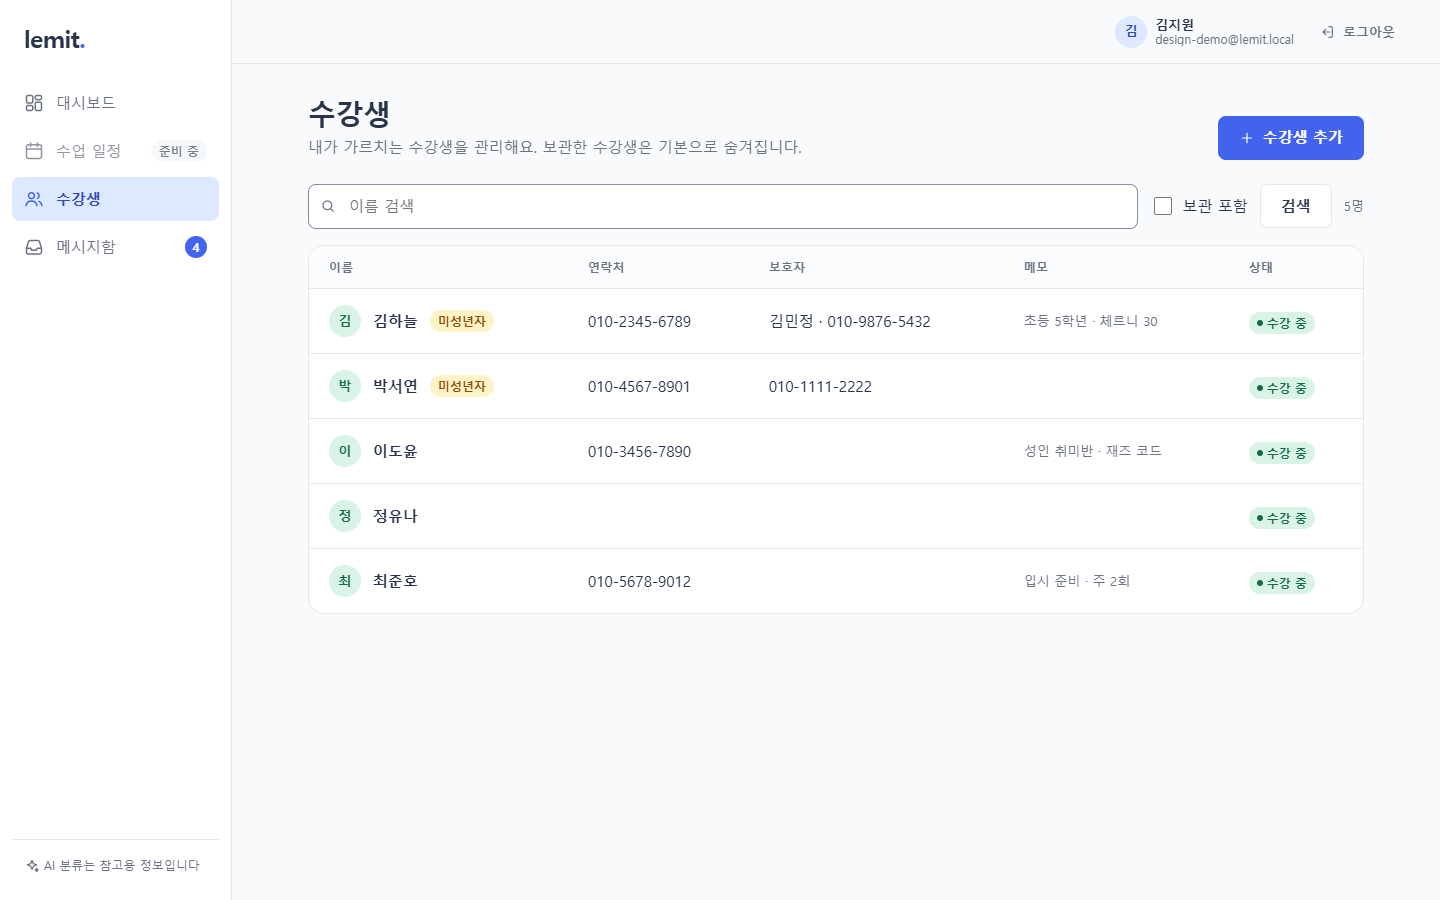 lemit.
김 김지원
design-demo@lemit.local
로그아웃
대시보드
수업 일정 준비 중
수강생
메시지함 4
AI 분류는 참고용 정보입니다
수강생
내가 가르치는 수강생을 관리해요. 보관한 수강생은 기본으로 숨겨집니다.
수강생 추가
이름 검색 보관 포함 검색 5명
이름 연락처 보호자 메모 상태
김 김하늘 미성년자 010-2345-6789 김민정 · 010-9876-5432 초등 5학년 · 체르니 30 수강 중
박 박서연 미성년자 010-4567-8901 010-1111-2222 수강 중
이 이도윤 010-3456-7890 성인 취미반 · 재즈 코드 수강 중
정 정유나 수강 중
최 최준호 010-5678-9012 입시 준비 · 주 2회 수강 중